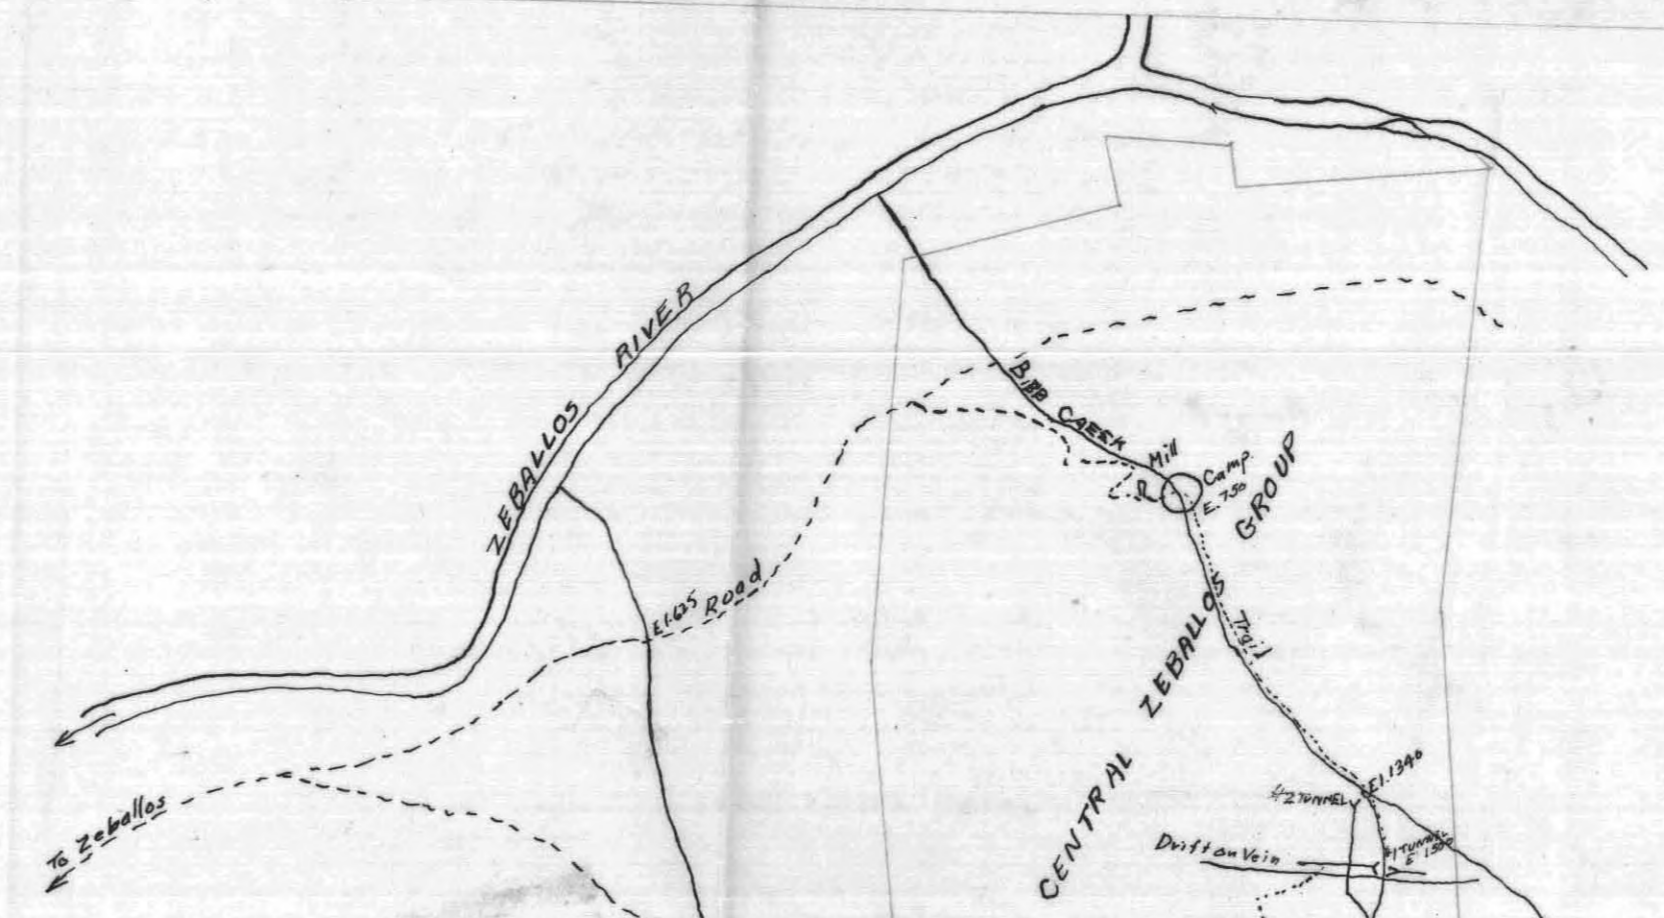 ZEBALLOS RIVER
BIBB CREEK
Mill
Camp
E. 750
CENTRAL ZEBALLOS GROUP
El. 625 Road
Trail
To Zeballos
El. 1340
#2 TUNNEL
Drift on Vein
#1 TUNNEL